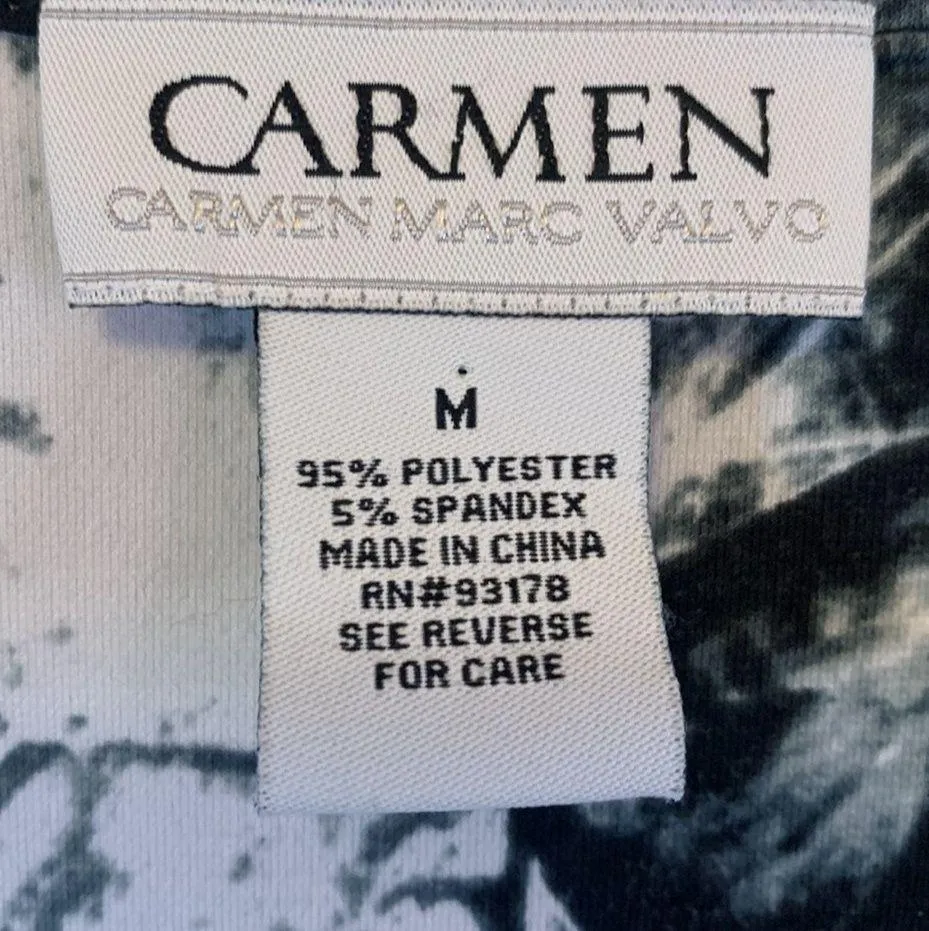 CARMEN
CARMEN MARC VALVO
M
95% POLYESTER
5% SPANDEX
MADE IN CHINA
RN#93178
SEE REVERSE
FOR CARE